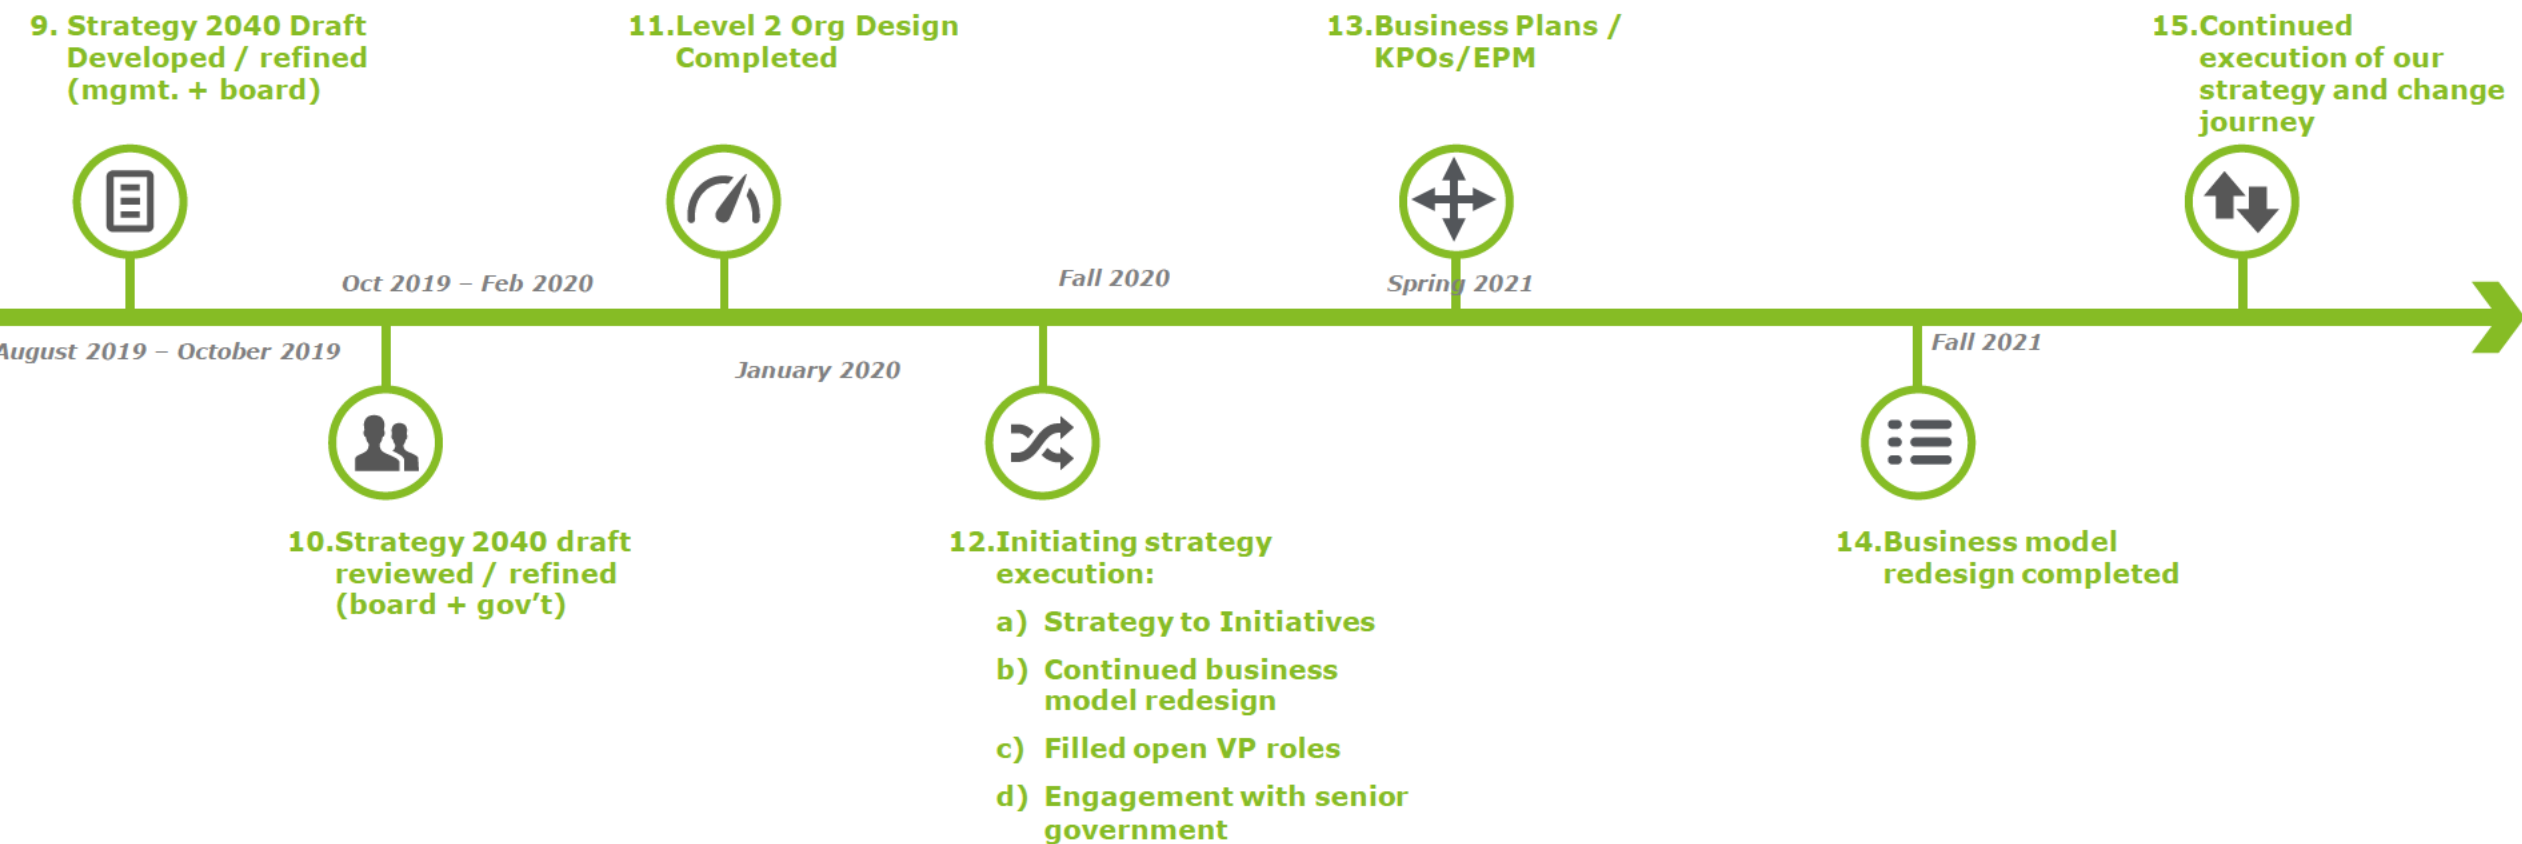 9. Strategy 2040 Draft
Developed / refined
(mgmt. + board)
11.Level 2 Org Design
Completed
13.Business Plans /
KPOs/EPM
15.Continued
execution of our
strategy and change
journey
Oct 2019 – Feb 2020
Fall 2020
Spring 2021
August 2019 – October 2019
January 2020
Fall 2021
10.Strategy 2040 draft
reviewed / refined
(board + gov’t)
12.Initiating strategy
execution:
a) Strategy to Initiatives
b) Continued business
model redesign
c) Filled open VP roles
d) Engagement with senior
government
14.Business model
redesign completed